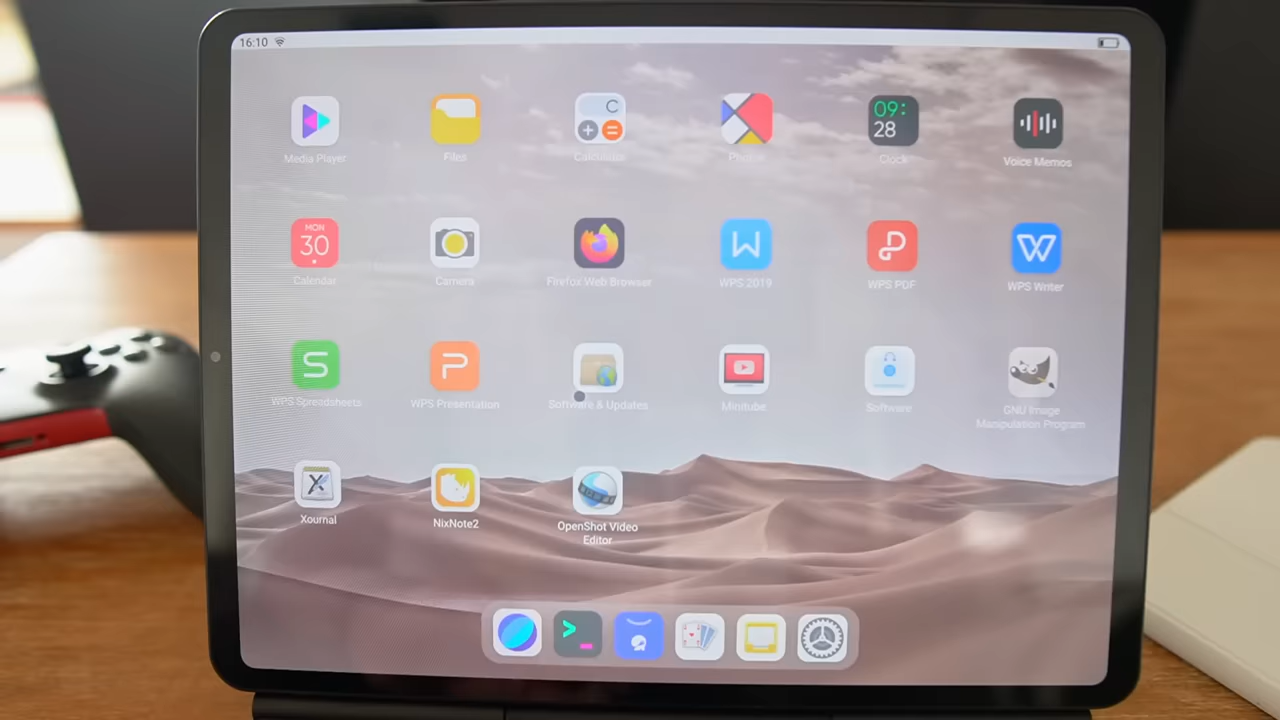 16:10
09:
28
C
Media Player
Files
Calculator
Photos
Clock
Voice Memos
MON
30
W
W
Calendar
Camera
Firefox Web Browser
WPS 2019
WPS PDF
WPS Writer
S
P
WPS Spreadsheets
WPS Presentation
Software & Updates
Minitube
Software
GNU Image
Manipulation Program
X
Xournal
NixNote2
OpenShot Video
Editor
>_